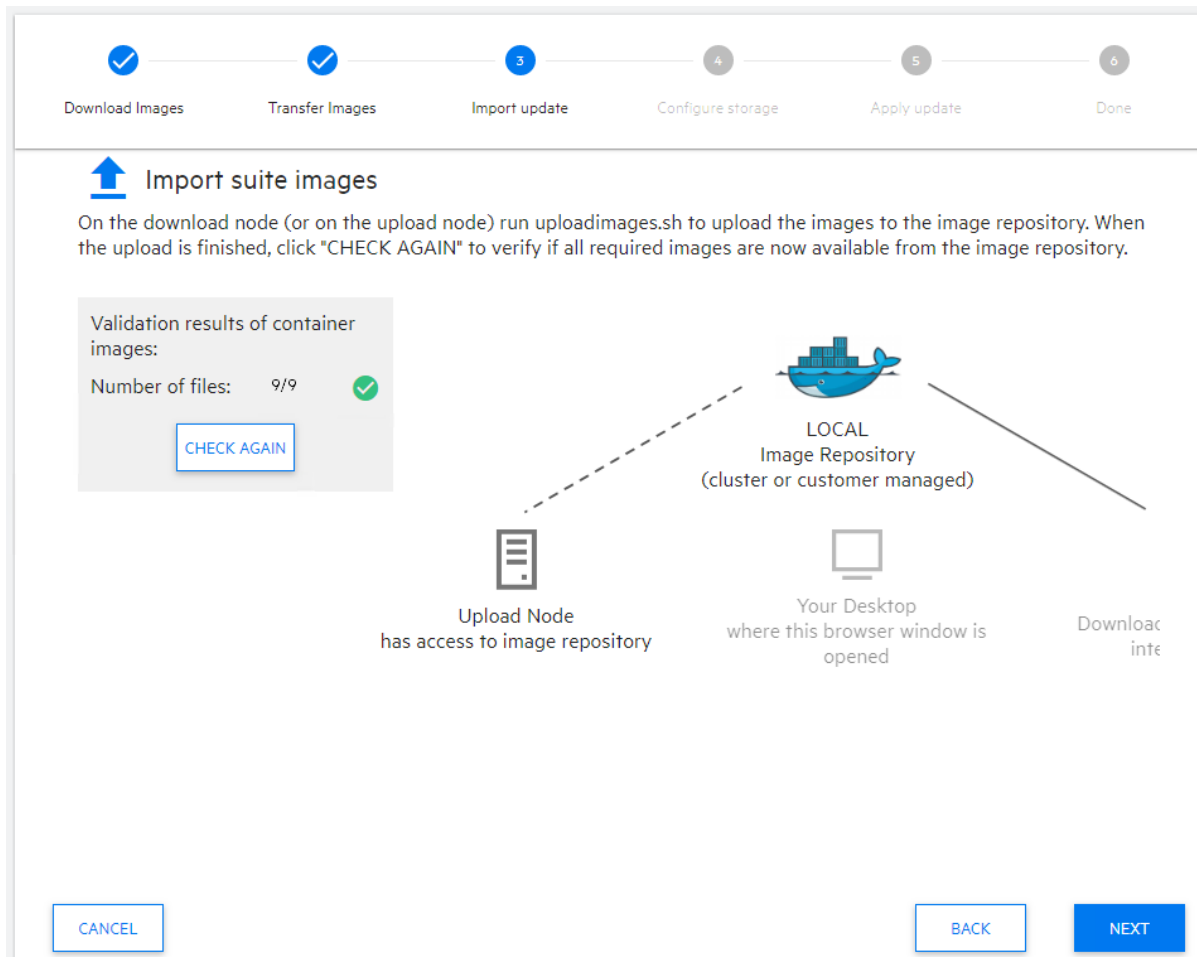 3
4
5
6
Download Images
Transfer Images
Import update
Configure storage
Apply update
Done
Import suite images
On the download node (or on the upload node) run uploadimages.sh to upload the images to the image repository. When
the upload is finished, click "CHECK AGAIN" to verify if all required images are now available from the image repository.
Validation results of container
images:
Number of files: 9/9
CHECK AGAIN
LOCAL
Image Repository
(cluster or customer managed)
Upload Node
has access to image repository
Your Desktop
where this browser window is
opened
CANCEL
BACK
NEXT